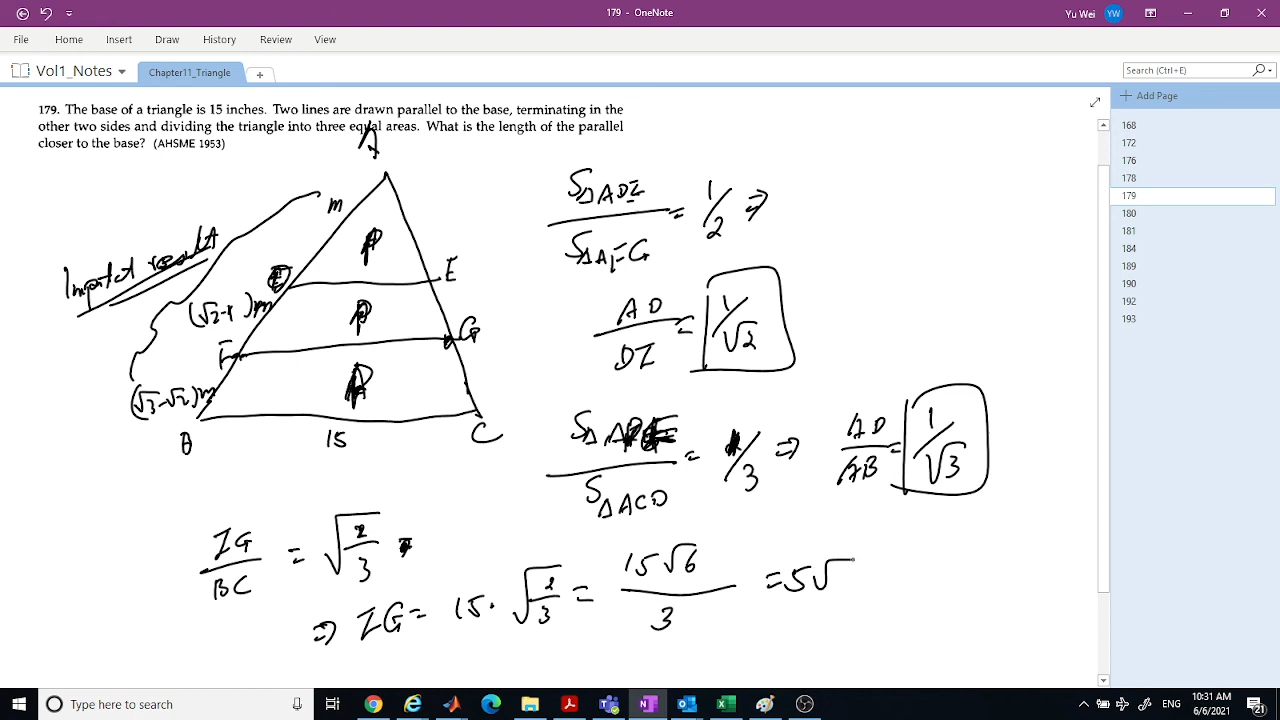 179 - OneNote
Yu Wei YW
File Home Insert Draw History Review View
Vol1_Notes Chapter11_Triangle
Search (Ctrl+E)
Add Page
168
172
176
178
179
180
181
184
189
190
192
193
179. The base of a triangle is 15 inches. Two lines are drawn parallel to the base, terminating in the
other two sides and dividing the triangle into three equal areas. What is the length of the parallel
closer to the base? (AHSME 1953)
A
m
E
(√2-1)m
F G
(√3-√2)m
B 15 C
S△ADE / S△AFG = 1/2 ⇒
AD / DF = 1/√2
= 1/3 ⇒ AD/AB = 1/√3
S△ACD
FG/BC = √(2/3)
⇒ FG = 15 · √(2/3) = 15√6 / 3 = 5√
Type here to search
10:31 AM
ENG
6/6/2021
21